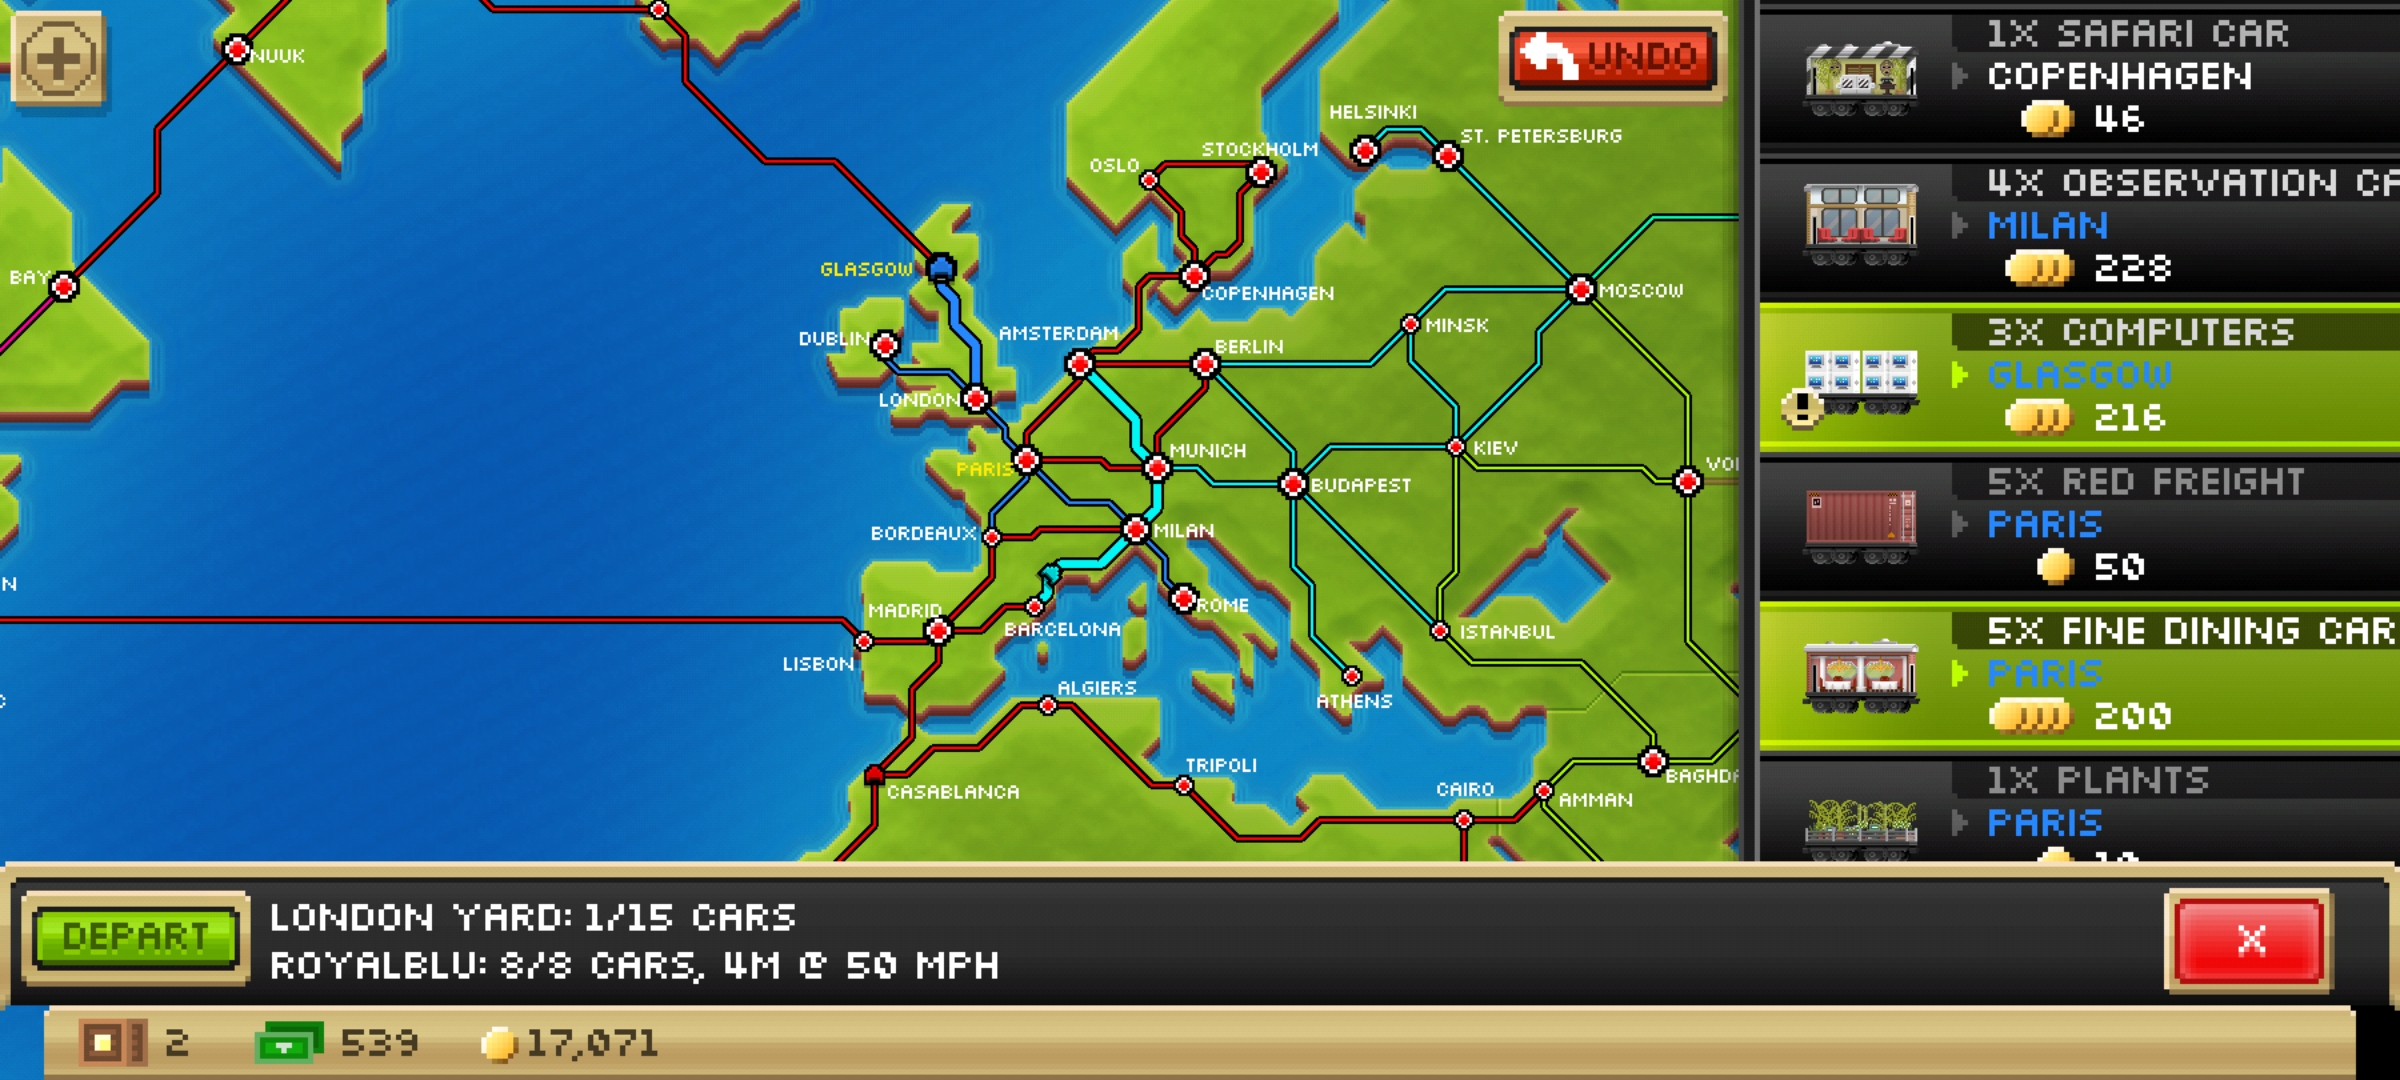 NUUK
BAY
N
GLASGOW
DUBLIN
LONDON
PARIS
BORDEAUX
MADRID
LISBON
BARCELONA
CASABLANCA
ALGIERS
TRIPOLI
CAIRO
AMMAN
BAGHDA
ATHENS
ISTANBUL
ROME
MILAN
MUNICH
BUDAPEST
KIEV
VO
AMSTERDAM
BERLIN
MINSK
MOSCOW
COPENHAGEN
OSLO
STOCKHOLM
HELSINKI
ST. PETERSBURG
UNDO
1X SAFARI CAR
COPENHAGEN
46
4X OBSERVATION CA
MILAN
228
3X COMPUTERS
GLASGOW
216
5X RED FREIGHT
PARIS
50
5X FINE DINING CAR
PARIS
200
1X PLANTS
PARIS
DEPART
LONDON YARD: 1/15 CARS
ROYALBLU: 8/8 CARS, 4M @ 50 MPH
X
2
539
17,071